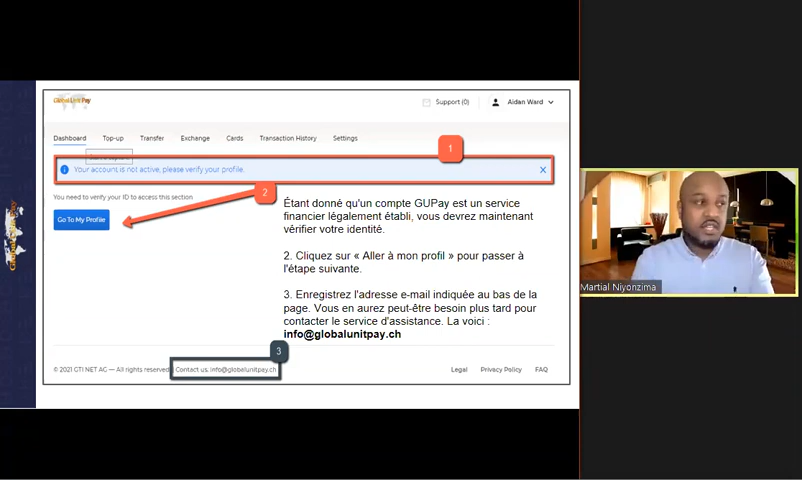 Global Unit Pay
Support (0)
Aidan Ward
Dashboard
Top-up
Transfer
Exchange
Cards
Transaction History
Settings
1
Your account is not active, please verify your profile.
2
You need to verify your ID to access this section
Go To My Profile
Étant donné qu'un compte GUPay est un service
financier légalement établi, vous devrez maintenant
vérifier votre identité.
2. Cliquez sur « Aller à mon profil » pour passer à
l'étape suivante.
3. Enregistrez l'adresse e-mail indiquée au bas de la
page. Vous en aurez peut-être besoin plus tard pour
contacter le service d'assistance. La voici :
info@globalunitpay.ch
3
© 2021 GTI NET AG — All rights reserved
Contact us: info@globalunitpay.ch
Legal
Privacy Policy
FAQ
Martial Niyonzima